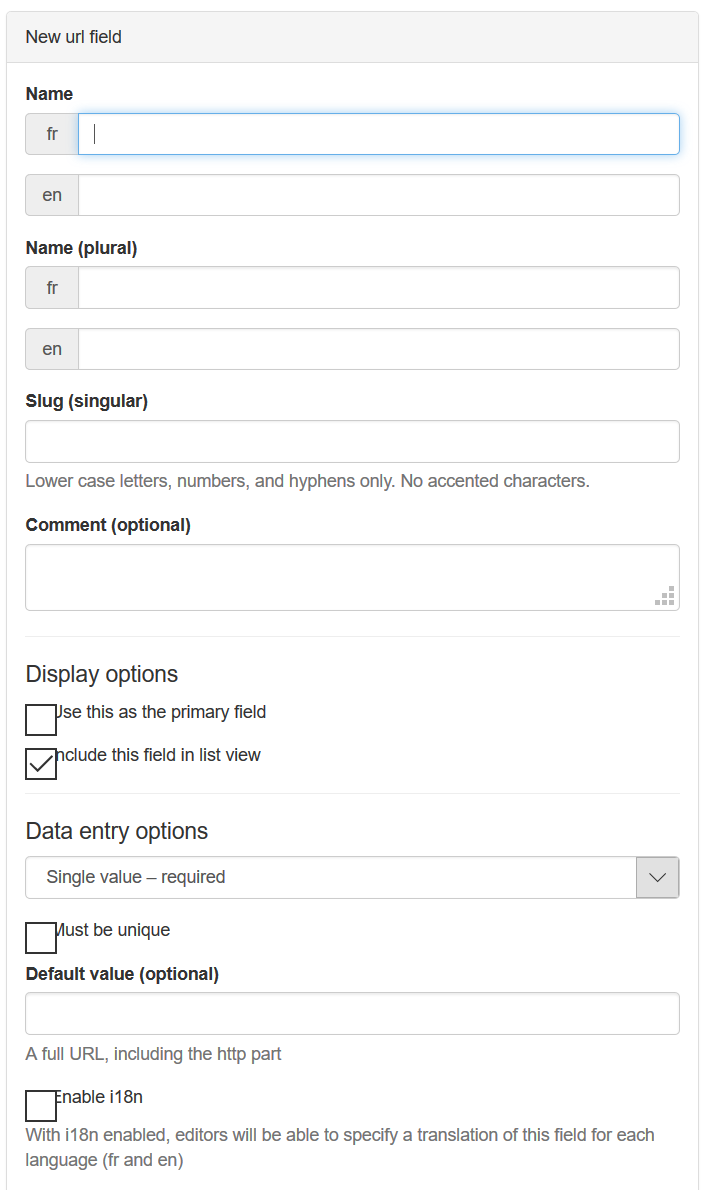 New url field
Name
fr
en
Name (plural)
fr
en
Slug (singular)
Lower case letters, numbers, and hyphens only. No accented characters.
Comment (optional)
Display options
Use this as the primary field
Include this field in list view
Data entry options
Single value – required
Must be unique
Default value (optional)
A full URL, including the http part
Enable i18n
With i18n enabled, editors will be able to specify a translation of this field for each
language (fr and en)